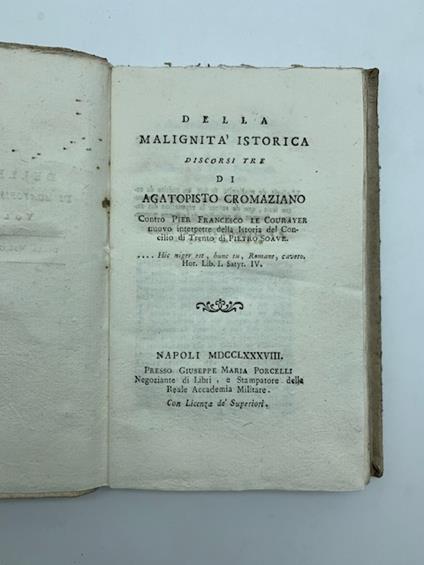 DELLA
MALIGNITA' ISTORICA
DISCORSI TRE
DI
AGATOPISTO CROMAZIANO
Contro PIER FRANCESCO LE COURAYER
nuovo interpetre della Istoria del Con-
cilio di Trento di PIETRO SOAVE.
.... Hic niger est, hunc tu, Romane, caveto.
Hor. Lib. I. Satyr. IV.
NAPOLI MDCCLXXXVIII.
PRESSO GIUSEPPE MARIA PORCELLI
Negoziante di Libri, e Stampatore della
Reale Accademia Militare.
Con Licenza de' Superiori.